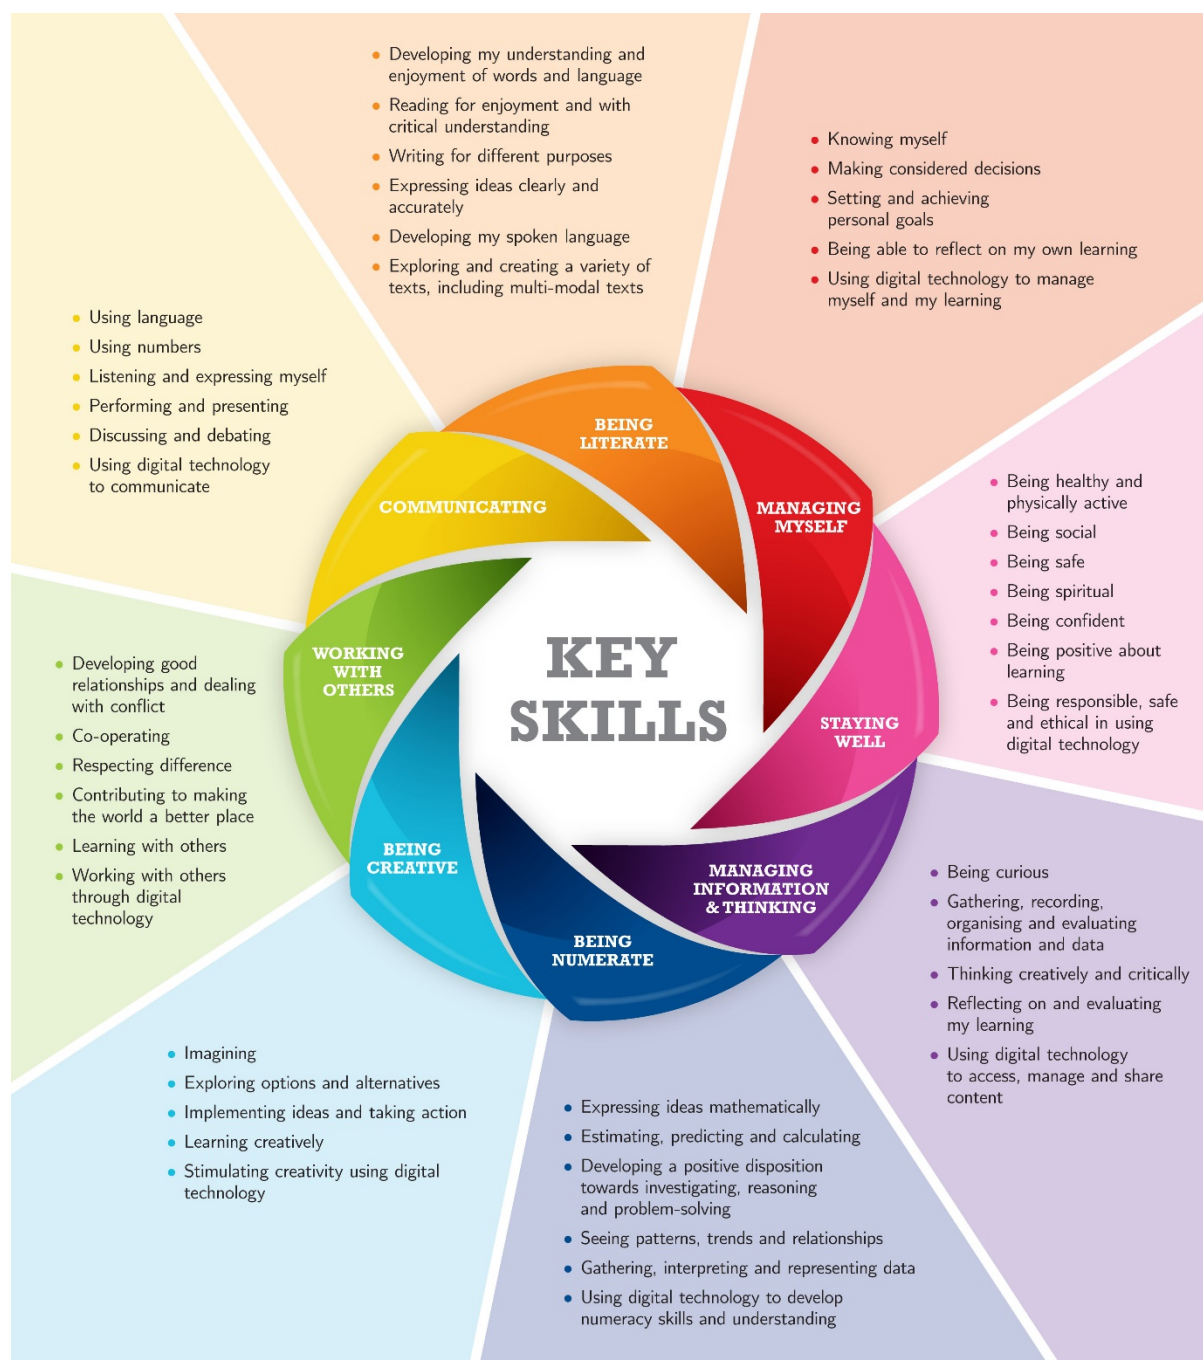 • Developing my understanding and
enjoyment of words and language
• Reading for enjoyment and with
critical understanding
• Writing for different purposes
• Expressing ideas clearly and
accurately
• Developing my spoken language
• Exploring and creating a variety of
texts, including multi-modal texts
• Knowing myself
• Making considered decisions
• Setting and achieving
personal goals
• Being able to reflect on my own learning
• Using digital technology to manage
myself and my learning
• Using language
• Using numbers
• Listening and expressing myself
• Performing and presenting
• Discussing and debating
• Using digital technology
to communicate
BEING
LITERATE
MANAGING
MYSELF
COMMUNICATING
• Being healthy and
physically active
• Being social
• Being safe
• Being spiritual
• Being confident
• Being positive about
learning
• Being responsible, safe
and ethical in using
digital technology
KEY
SKILLS
WORKING
WITH
OTHERS
STAYING
WELL
• Developing good
relationships and dealing
with conflict
• Co-operating
• Respecting difference
• Contributing to making
the world a better place
• Learning with others
• Working with others
through digital
technology
BEING
CREATIVE
MANAGING
INFORMATION
& THINKING
BEING
NUMERATE
• Being curious
• Gathering, recording,
organising and evaluating
information and data
• Thinking creatively and critically
• Reflecting on and evaluating
my learning
• Using digital technology
to access, manage and share
content
• Imagining
• Exploring options and alternatives
• Implementing ideas and taking action
• Learning creatively
• Stimulating creativity using digital
technology
• Expressing ideas mathematically
• Estimating, predicting and calculating
• Developing a positive disposition
towards investigating, reasoning
and problem-solving
• Seeing patterns, trends and relationships
• Gathering, interpreting and representing data
• Using digital technology to develop
numeracy skills and understanding